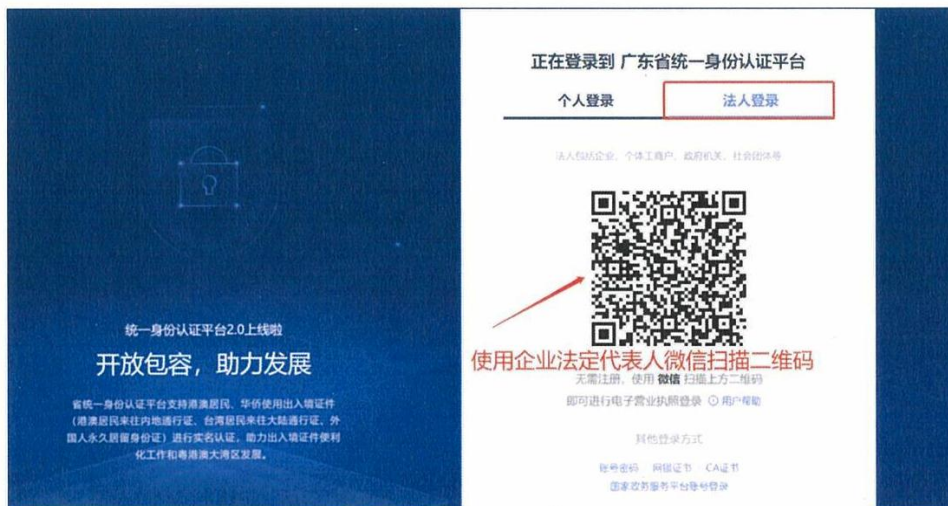 统一身份认证平台2.0上线啦
开放包容，助力发展
省统一身份认证平台支持港澳居民、华侨使用出入境证件
（港澳居民来往内地通行证、台湾居民来往大陆通行证、外
国人永久居留身份证）进行实名认证，助力出入境证件便利
化工作和粤港澳大湾区发展。
正在登录到 广东省统一身份认证平台
个人登录
法人登录
法人包括企业、个体工商户、政府机关、社会团体等
使用企业法定代表人微信扫描二维码
无需注册，使用 微信 扫描上方二维码
即可进行电子营业执照登录 用户帮助
其他登录方式
账号密码 网银证书 CA证书
国家政务服务平台账号登录